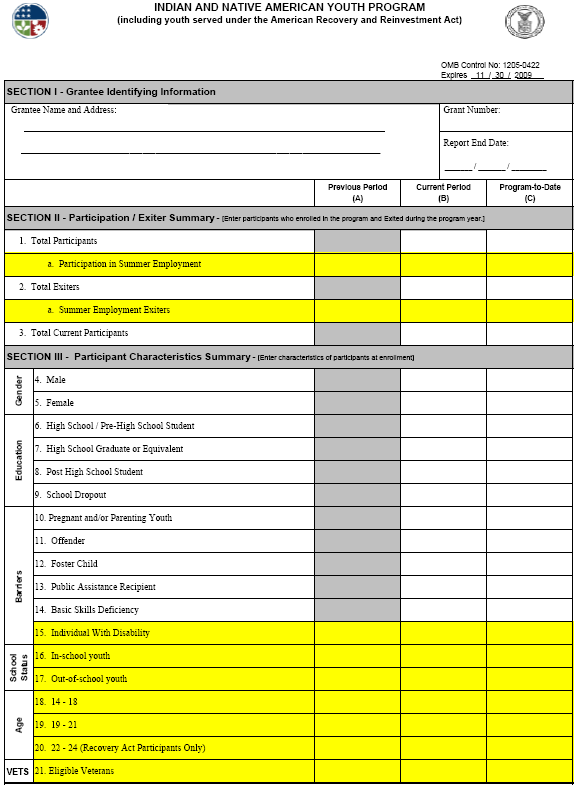 INDIAN AND NATIVE AMERICAN YOUTH PROGRAM
(including youth served under the American Recovery and Reinvestment Act)
OMB Control No: 1205-0422
Expires 11 / 30 / 2009
SECTION I - Grantee Identifying Information
Grantee Name and Address:
Grant Number:
Report End Date:
____ / ____ / ____
Previous Period (A)
Current Period (B)
Program-to-Date (C)
SECTION II - Participation / Exiter Summary - [Enter participants who enrolled in the program and Exited during the program year.]
1. Total Participants
a. Participation in Summer Employment
2. Total Exiters
a. Summer Employment Exiters
3. Total Current Participants
SECTION III - Participant Characteristics Summary - [Enter characteristics of participants at enrollment]
Gender
4. Male
5. Female
Education
6. High School / Pre-High School Student
7. High School Graduate or Equivalent
8. Post High School Student
9. School Dropout
Barriers
10. Pregnant and/or Parenting Youth
11. Offender
12. Foster Child
13. Public Assistance Recipient
14. Basic Skills Deficiency
15. Individual With Disability
School Status
16. In-school youth
17. Out-of-school youth
Age
18. 14 - 18
19. 19 - 21
20. 22 - 24 (Recovery Act Participants Only)
VETS
21. Eligible Veterans